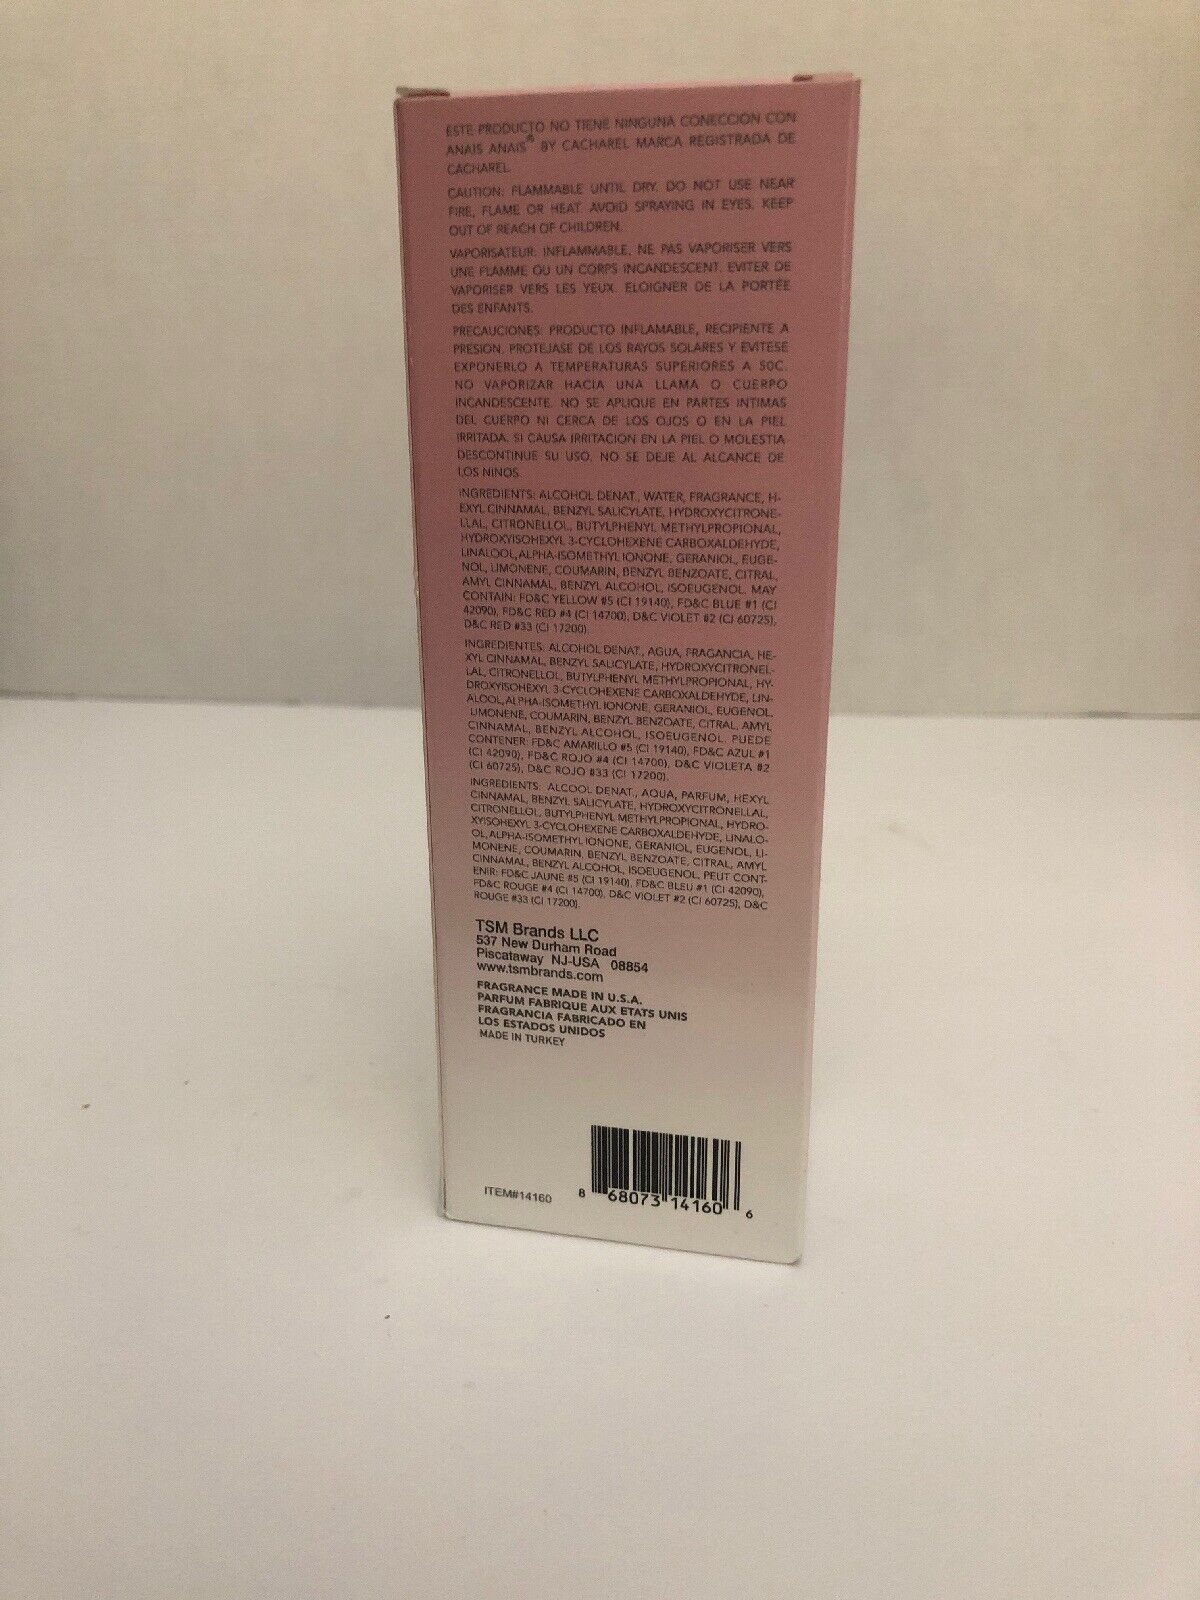 ESTE PRODUCTO NO TIENE NINGUNA CONECCION CON
ANAIS ANAIS® BY CACHAREL MARCA REGISTRADA DE
CACHAREL.
CAUTION: FLAMMABLE UNTIL DRY. DO NOT USE NEAR
FIRE, FLAME OR HEAT. AVOID SPRAYING IN EYES. KEEP
OUT OF REACH OF CHILDREN.
VAPORISATEUR: INFLAMMABLE. NE PAS VAPORISER VERS
UNE FLAMME OU UN CORPS INCANDESCENT. EVITER DE
VAPORISER VERS LES YEUX. ELOIGNER DE LA PORTÉE
DES ENFANTS.
PRECAUCIONES: PRODUCTO INFLAMABLE, RECIPIENTE A
PRESION. PROTEJASE DE LOS RAYOS SOLARES Y EVITESE
EXPONERLO A TEMPERATURAS SUPERIORES A 50C.
NO VAPORIZAR HACIA UNA LLAMA O CUERPO
INCANDESCENTE. NO SE APLIQUE EN PARTES INTIMAS
DEL CUERPO NI CERCA DE LOS OJOS O EN LA PIEL
IRRITADA. SI CAUSA IRRITACION EN LA PIEL O MOLESTIA
DESCONTINUE SU USO. NO SE DEJE AL ALCANCE DE
LOS NINOS.
INGREDIENTS: ALCOHOL DENAT., WATER, FRAGRANCE, H-
EXYL CINNAMAL, BENZYL SALICYLATE, HYDROXYCITRONE-
LLAL, CITRONELLOL, BUTYLPHENYL METHYLPROPIONAL,
HYDROXYISOHEXYL 3-CYCLOHEXENE CARBOXALDEHYDE,
LINALOOL, ALPHA-ISOMETHYL IONONE, GERANIOL, EUGE-
NOL, LIMONENE, COUMARIN, BENZYL BENZOATE, CITRAL,
AMYL CINNAMAL, BENZYL ALCOHOL, ISOEUGENOL. MAY
CONTAIN: FD&C YELLOW #5 (CI 19140), FD&C BLUE #1 (CI
42090), FD&C RED #4 (CI 14700), D&C VIOLET #2 (CI 60725),
D&C RED #33 (CI 17200).
INGREDIENTES: ALCOHOL DENAT., AGUA, FRAGANCIA, HE-
XYL CINNAMAL, BENZYL SALICYLATE, HYDROXYCITRONEL-
LAL, CITRONELLOL, BUTYLPHENYL METHYLPROPIONAL, HY-
DROXYISOHEXYL 3-CYCLOHEXENE CARBOXALDEHYDE, LIN-
ALOOL, ALPHA-ISOMETHYL IONONE, GERANIOL, EUGENOL,
LIMONENE, COUMARIN, BENZYL BENZOATE, CITRAL, AMYL
CINNAMAL, BENZYL ALCOHOL, ISOEUGENOL. PUEDE
CONTENER: FD&C AMARILLO #5 (CI 19140), FD&C AZUL #1
(CI 42090), FD&C ROJO #4 (CI 14700), D&C VIOLETA #2
(CI 60725), D&C ROJO #33 (CI 17200).
INGREDIENTS: ALCOOL DENAT., AQUA, PARFUM, HEXYL
CINNAMAL, BENZYL SALICYLATE, HYDROXYCITRONELLAL,
CITRONELLOL, BUTYLPHENYL METHYLPROPIONAL, HYDRO-
XYISOHEXYL 3-CYCLOHEXENE CARBOXALDEHYDE, LINALO-
OL, ALPHA-ISOMETHYL IONONE, GERANIOL, EUGENOL, LI-
MONENE, COUMARIN, BENZYL BENZOATE, CITRAL, AMYL
CINNAMAL, BENZYL ALCOHOL, ISOEUGENOL. PEUT CONT-
ENIR: FD&C JAUNE #5 (CI 19140), FD&C BLEU #1 (CI 42090),
FD&C ROUGE #4 (CI 14700), D&C VIOLET #2 (CI 60725), D&C
ROUGE #33 (CI 17200).
TSM Brands LLC
537 New Durham Road
Piscataway NJ-USA 08854
www.tsmbrands.com
FRAGRANCE MADE IN U.S.A.
PARFUM FABRIQUE AUX ETATS UNIS
FRAGRANCIA FABRICADO EN
LOS ESTADOS UNIDOS
MADE IN TURKEY
ITEM#14160
8 68073 14160 6